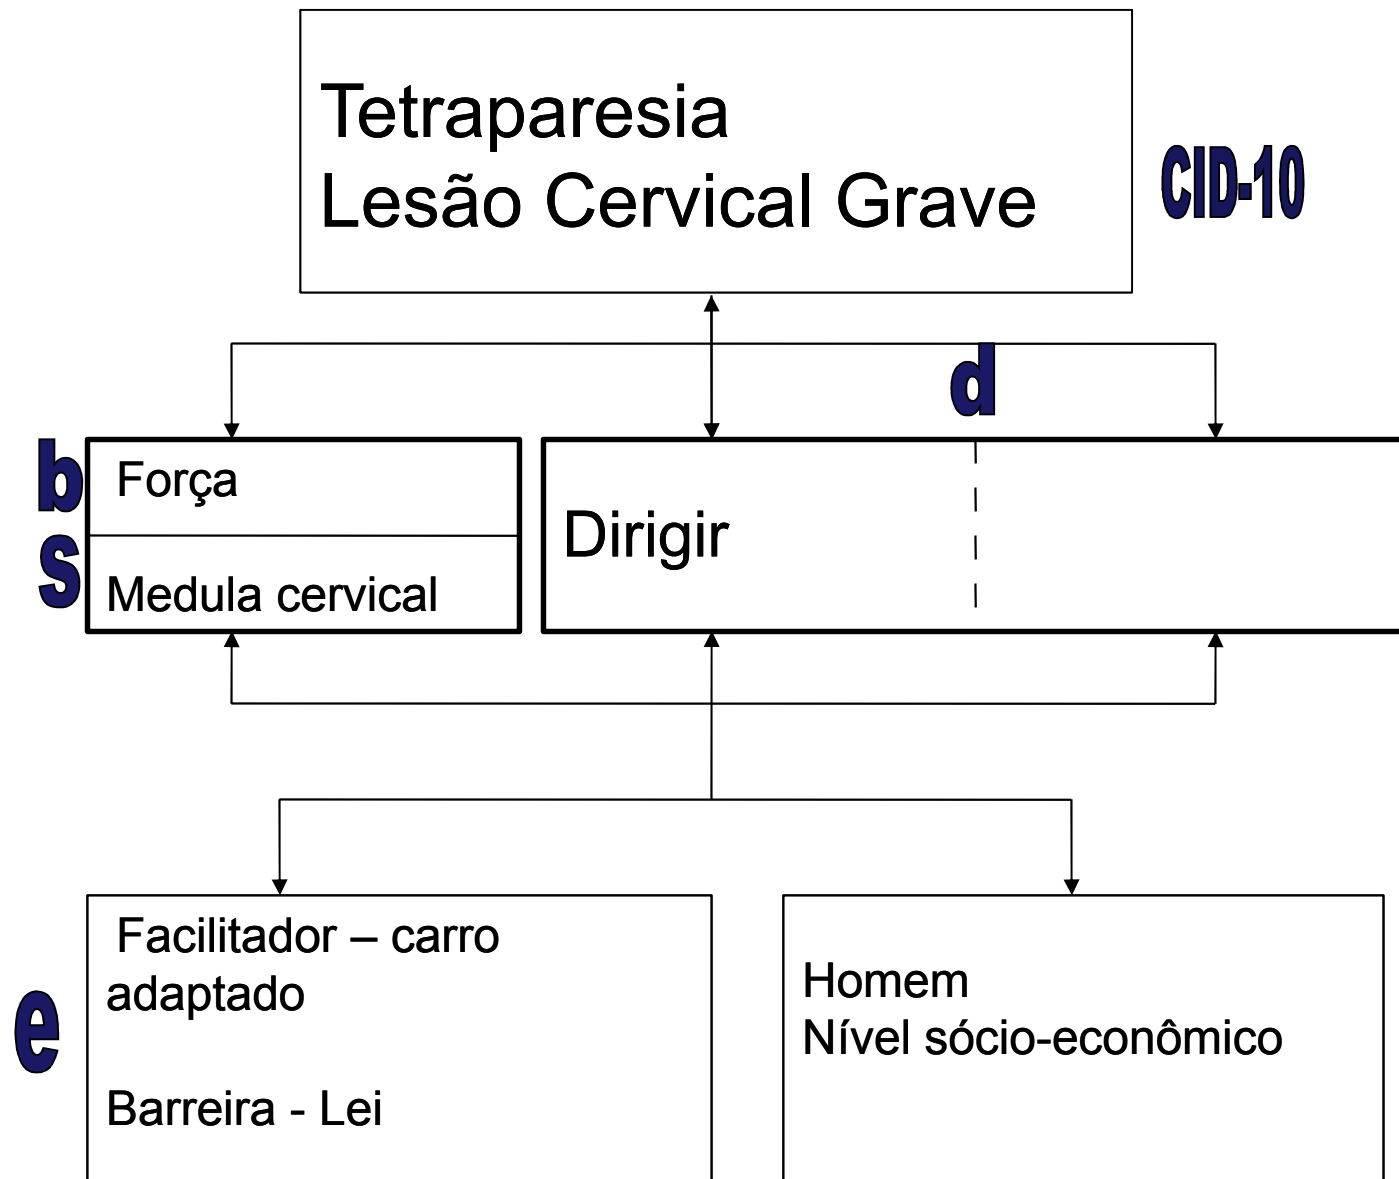 Tetraparesia
Lesão Cervical Grave
CID-10
d
b
Força
s
Medula cervical
Dirigir
e
Facilitador – carro
adaptado
Barreira - Lei
Homem
Nível sócio-econômico